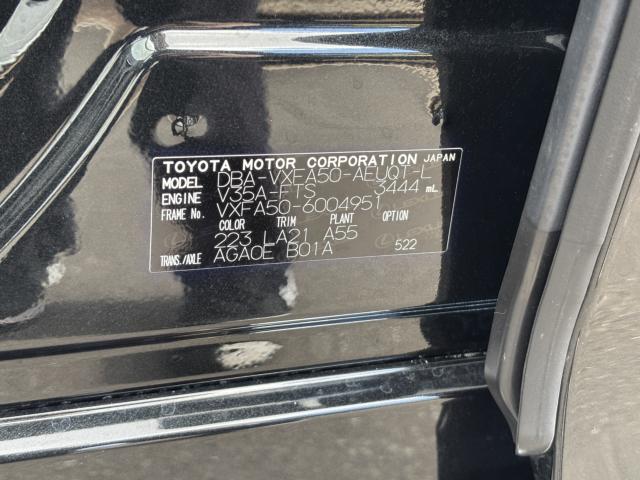 TOYOTA MOTOR CORPORATION JAPAN
MODEL DBA-VXFA50-AEUQT-L
ENGINE V35A-FTS 3444 mL
FRAME No. VXFA50-6004951
COLOR TRIM PLANT OPTION
223 LA21 A55
TRANS./AXLE AGA0E B01A 522